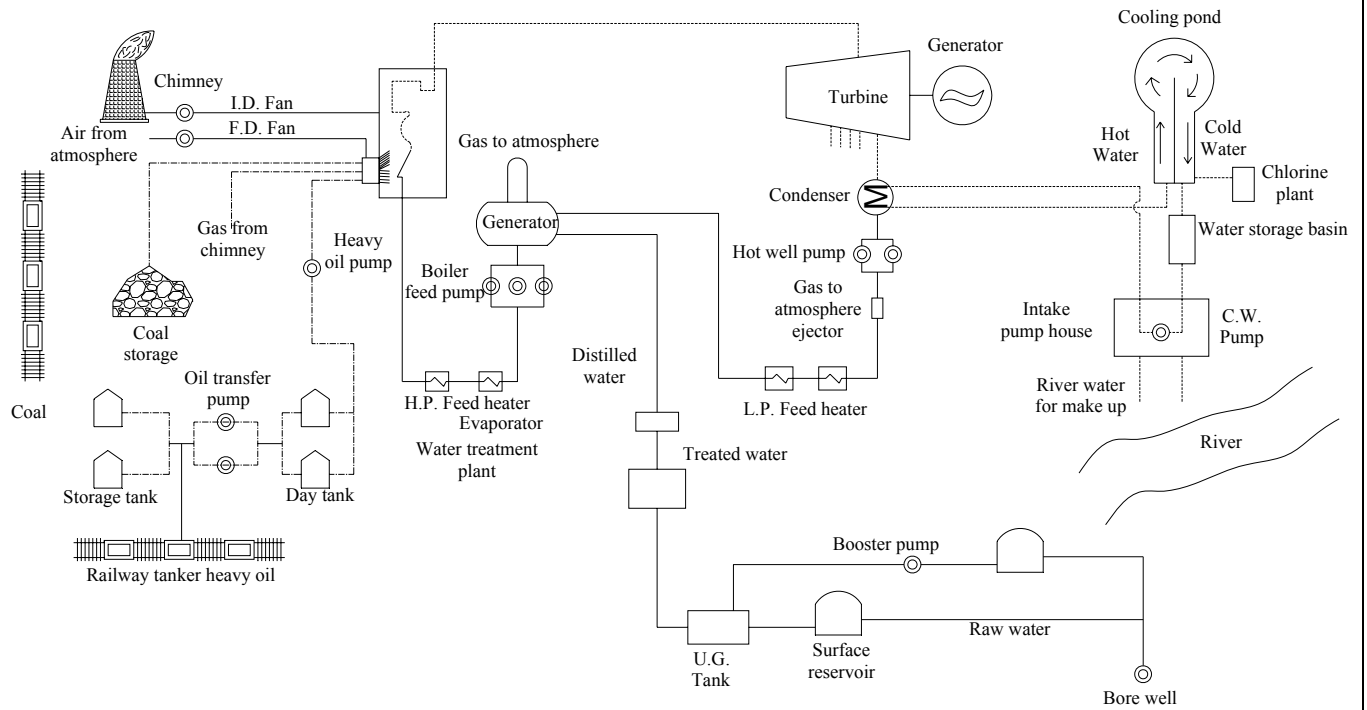 Cooling pond
Generator
Chimney
I.D. Fan
Turbine
F.D. Fan
Air from
atmosphere
Hot
Water
Cold
Water
Gas to atmosphere
Chlorine
plant
Condenser
Generator
Gas from
chimney
Water storage basin
Heavy
oil pump
Hot well pump
Boiler
feed pump
Gas to
atmosphere
ejector
Intake
pump house
C.W.
Pump
Coal
storage
Distilled
water
Oil transfer
pump
River water
for make up
Coal
H.P. Feed heater
L.P. Feed heater
Evaporator
Water treatment
plant
River
Treated water
Storage tank
Day tank
Booster pump
Railway tanker heavy oil
Raw water
Surface
reservoir
U.G.
Tank
Bore well